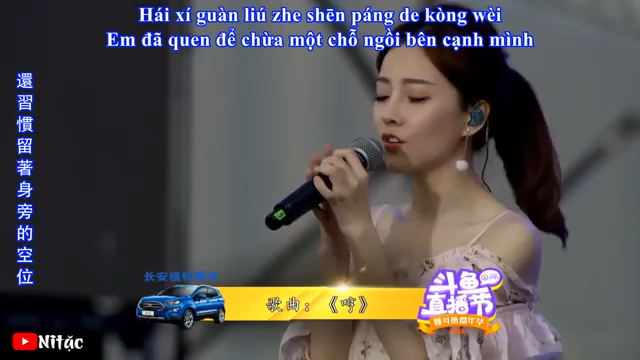 Hái xí guàn liú zhe shēn páng de kòng wèi
Em đã quen để chừa một chỗ ngồi bên cạnh mình
還習慣留著身旁的空位
歌曲：《哼》
斗鱼
直播节
Nitạc